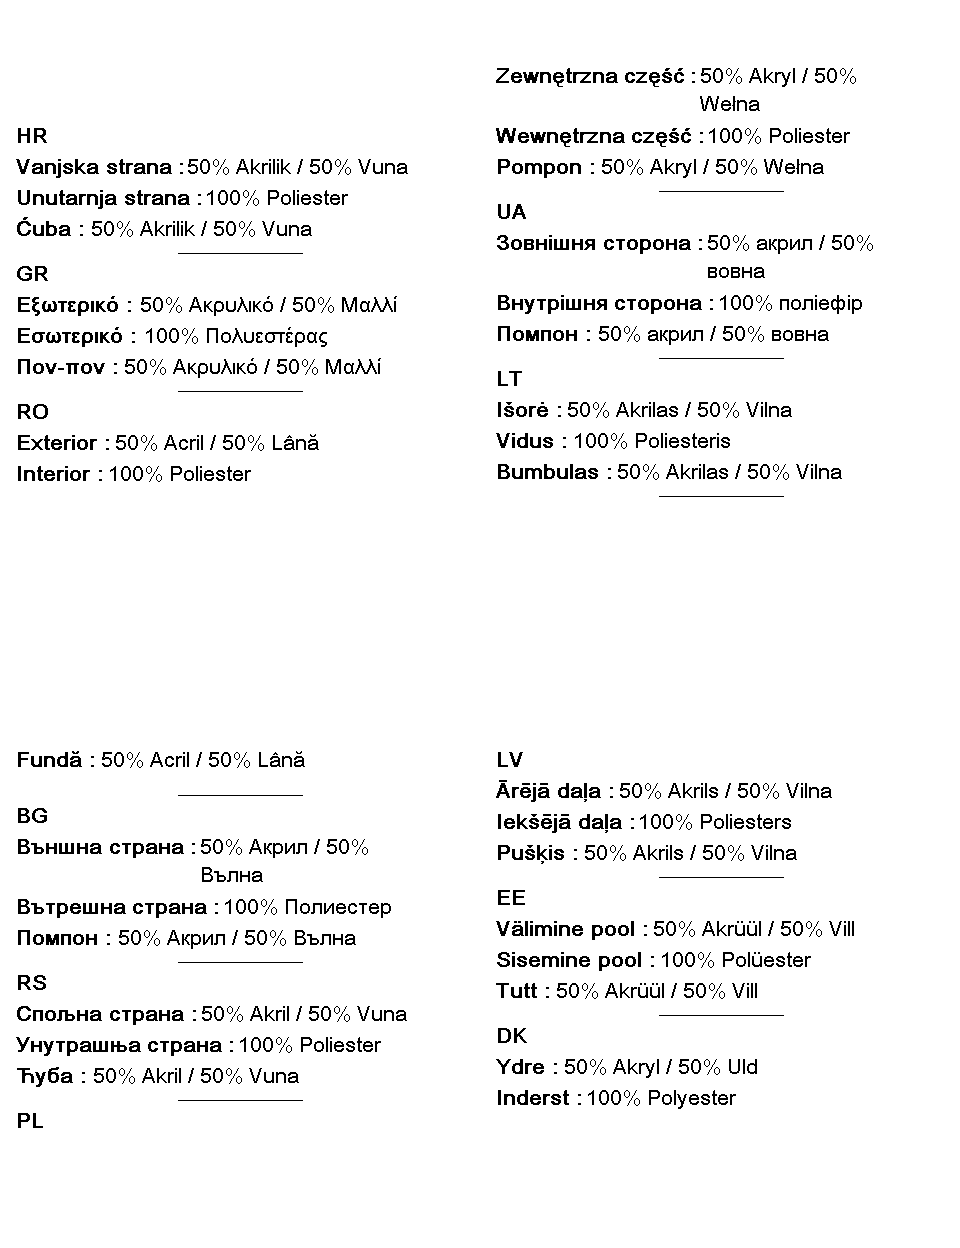 HR
Vanjska strana : 50% Akrilik / 50% Vuna
Unutarnja strana : 100% Poliester
Ćuba : 50% Akrilik / 50% Vuna
GR
Εξωτερικό : 50% Ακρυλικό / 50% Μαλλί
Εσωτερικό : 100% Πολυεστέρας
Πον-πον : 50% Ακρυλικό / 50% Μαλλί
RO
Exterior : 50% Acril / 50% Lână
Interior : 100% Poliester
Fundă : 50% Acril / 50% Lână
BG
Външна страна : 50% Акрил / 50%
Вълна
Вътрешна страна : 100% Полиестер
Помпон : 50% Акрил / 50% Вълна
RS
Спољна страна : 50% Akril / 50% Vuna
Унутрашња страна : 100% Poliester
Ћуба : 50% Akril / 50% Vuna
PL
Zewnętrzna część : 50% Akryl / 50%
Wełna
Wewnętrzna część : 100% Poliester
Pompon : 50% Akryl / 50% Wełna
UA
Зовнішня сторона : 50% акрил / 50%
вовна
Внутрішня сторона : 100% поліефір
Помпон : 50% акрил / 50% вовна
LT
Išorė : 50% Akrilas / 50% Vilna
Vidus : 100% Poliesteris
Bumbulas : 50% Akrilas / 50% Vilna
LV
Ārējā daļa : 50% Akrils / 50% Vilna
Iekšējā daļa : 100% Poliesters
Pušķis : 50% Akrils / 50% Vilna
EE
Välimine pool : 50% Akrüül / 50% Vill
Sisemine pool : 100% Polüester
Tutt : 50% Akrüül / 50% Vill
DK
Ydre : 50% Akryl / 50% Uld
Inderst : 100% Polyester